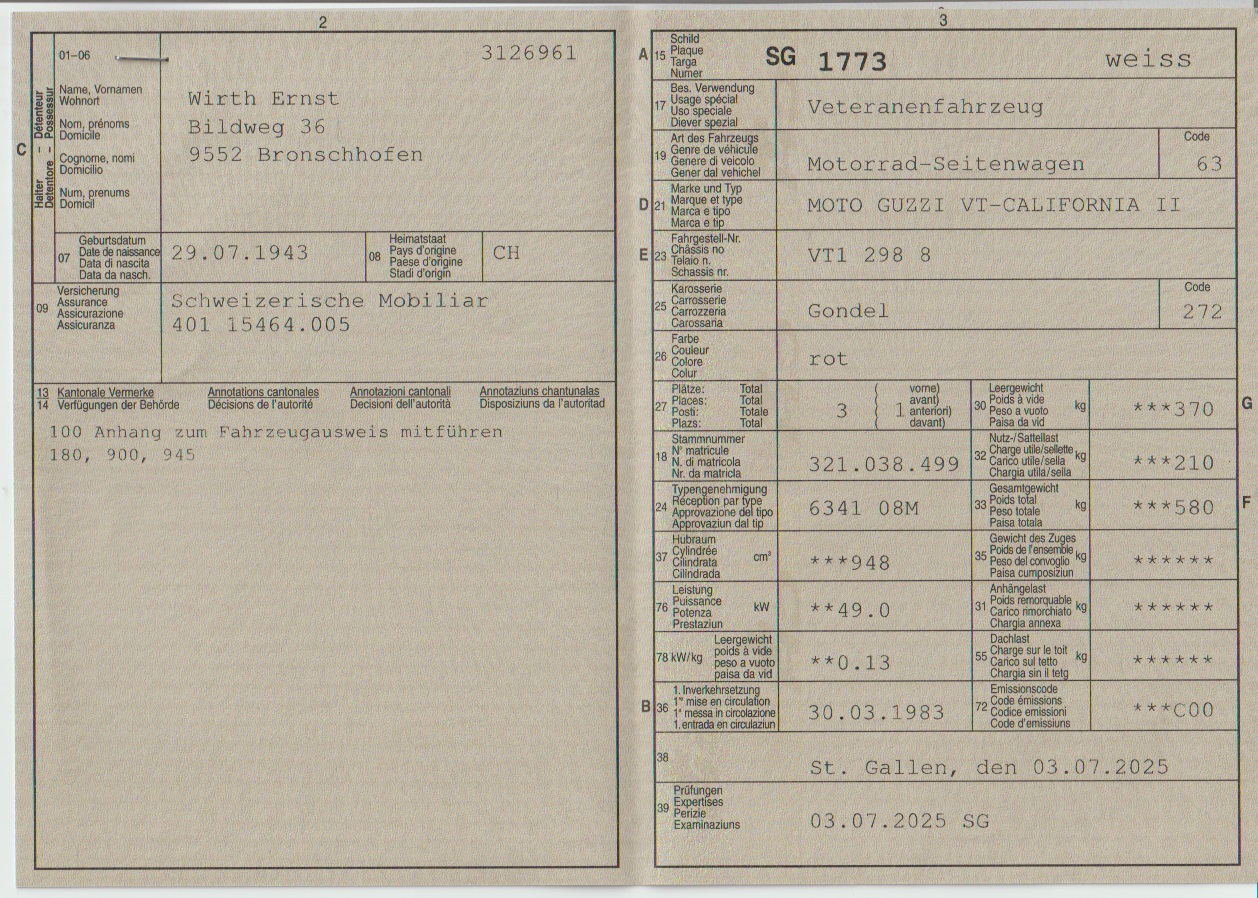 2
01–06
3126961
Halter – Détenteur
Detentore – Possessur
C
Name, Vornamen
Wohnort
Nom, prénoms
Domicile
Cognome, nomi
Domicilio
Num, prenums
Domicil
Wirth Ernst
Bildweg 36
9552 Bronschhofen
07
Geburtsdatum
Date de naissance
Data di nascita
Data da nasch.
29.07.1943
08
Heimatstaat
Pays d'origine
Paese d'origine
Stadi d'origin
CH
09
Versicherung
Assurance
Assicurazione
Assicuranza
Schweizerische Mobiliar
401 15464.005
13 Kantonale Vermerke Annotations cantonales Annotazioni cantonali Annotaziuns chantunalas
14 Verfügungen der Behörde Décisions de l'autorité Decisioni dell'autorità Disposiziuns da l'autoritad
100 Anhang zum Fahrzeugausweis mitführen
180, 900, 945
3
A 15
Schild
Plaque
Targa
Numer
SG 1773 weiss
17
Bes. Verwendung
Usage spécial
Uso speciale
Diever spezial
Veteranenfahrzeug
19
Art des Fahrzeugs
Genre de véhicule
Genere di veicolo
Gener dal vehichel
Motorrad-Seitenwagen
Code
63
D 21
Marke und Typ
Marque et type
Marca e tipo
Marca e tip
MOTO GUZZI VT-CALIFORNIA II
E 23
Fahrgestell-Nr.
Châssis no
Telaio n.
Schassis nr.
VT1 298 8
25
Karosserie
Carrosserie
Carrozzeria
Carossaria
Gondel
Code
272
26
Farbe
Couleur
Colore
Colur
rot
27
Plätze: Total
Places: Total
Posti: Totale
Plazs: Total
3
( vorne)
avant)
1 anteriori)
( davant)
30
Leergewicht
Poids à vide
Peso a vuoto
Paisa da vid
kg
***370
G
18
Stammnummer
N° matricule
N. di matricola
Nr. da matricla
321.038.499
32
Nutz-/Sattellast
Charge utile/sellette
Carico utile/sella
Chargia utila/sella
kg
***210
24
Typengenehmigung
Réception par type
Approvazione del tipo
Approvaziun dal tip
6341 08M
33
Gesamtgewicht
Poids total
Peso totale
Paisa totala
kg
***580
F
37
Hubraum
Cylindrée
Cilindrata
Cilindrada
cm³
***948
35
Gewicht des Zuges
Poids de l'ensemble
Peso del convoglio
Paisa cumposiziun
kg
******
76
Leistung
Puissance
Potenza
Prestaziun
kW
**49.0
31
Anhängelast
Poids remorquable
Carico rimorchiato
Chargia annexa
kg
******
78 kW/kg
Leergewicht
poids à vide
peso a vuoto
paisa da vid
**0.13
55
Dachlast
Charge sur le toit
Carico sul tetto
Chargia sin il tetg
kg
******
B 36
1. Inverkehrsetzung
1re mise en circulation
1a messa in circolazione
1. entrada en circulaziun
30.03.1983
72
Emissionscode
Code émissions
Codice emissioni
Code d'emissiuns
***C00
38
St. Gallen, den 03.07.2025
39
Prüfungen
Expertises
Perizie
Examinaziuns
03.07.2025 SG